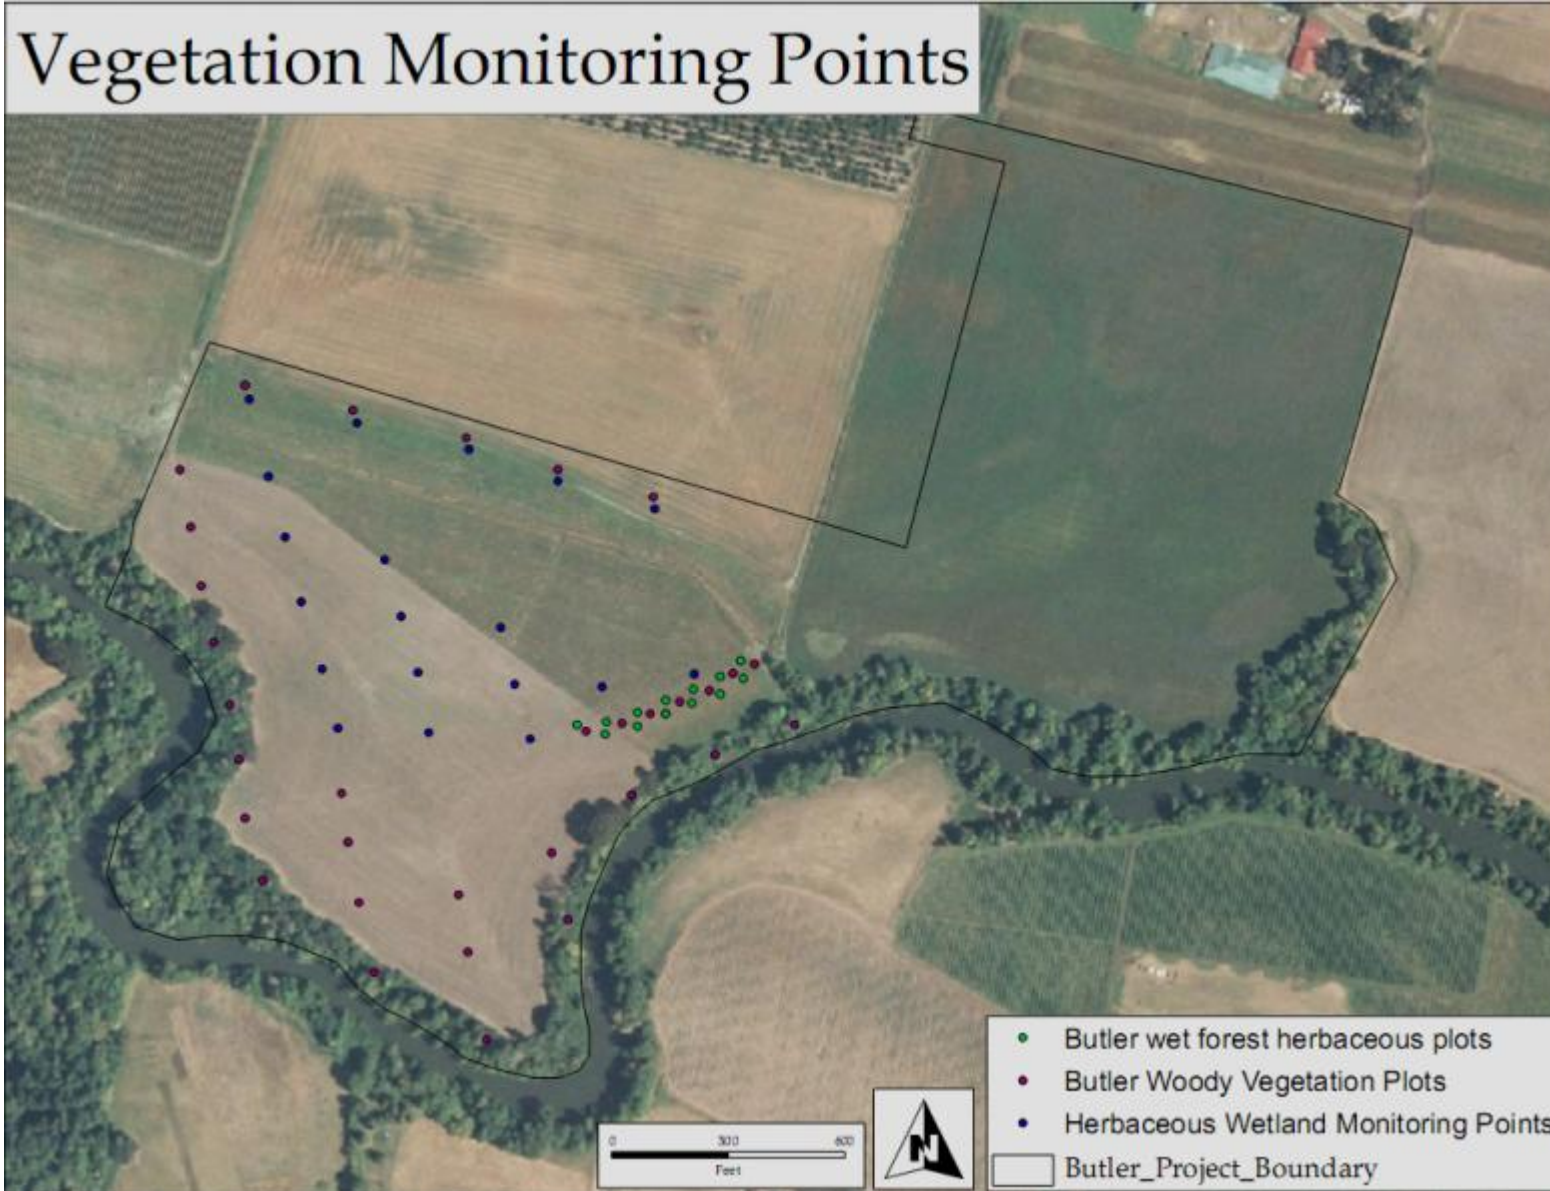 Vegetation Monitoring Points
Butler wet forest herbaceous plots
Butler Woody Vegetation Plots
Herbaceous Wetland Monitoring Points
Butler_Project_Boundary
0 300 600
Feet
N